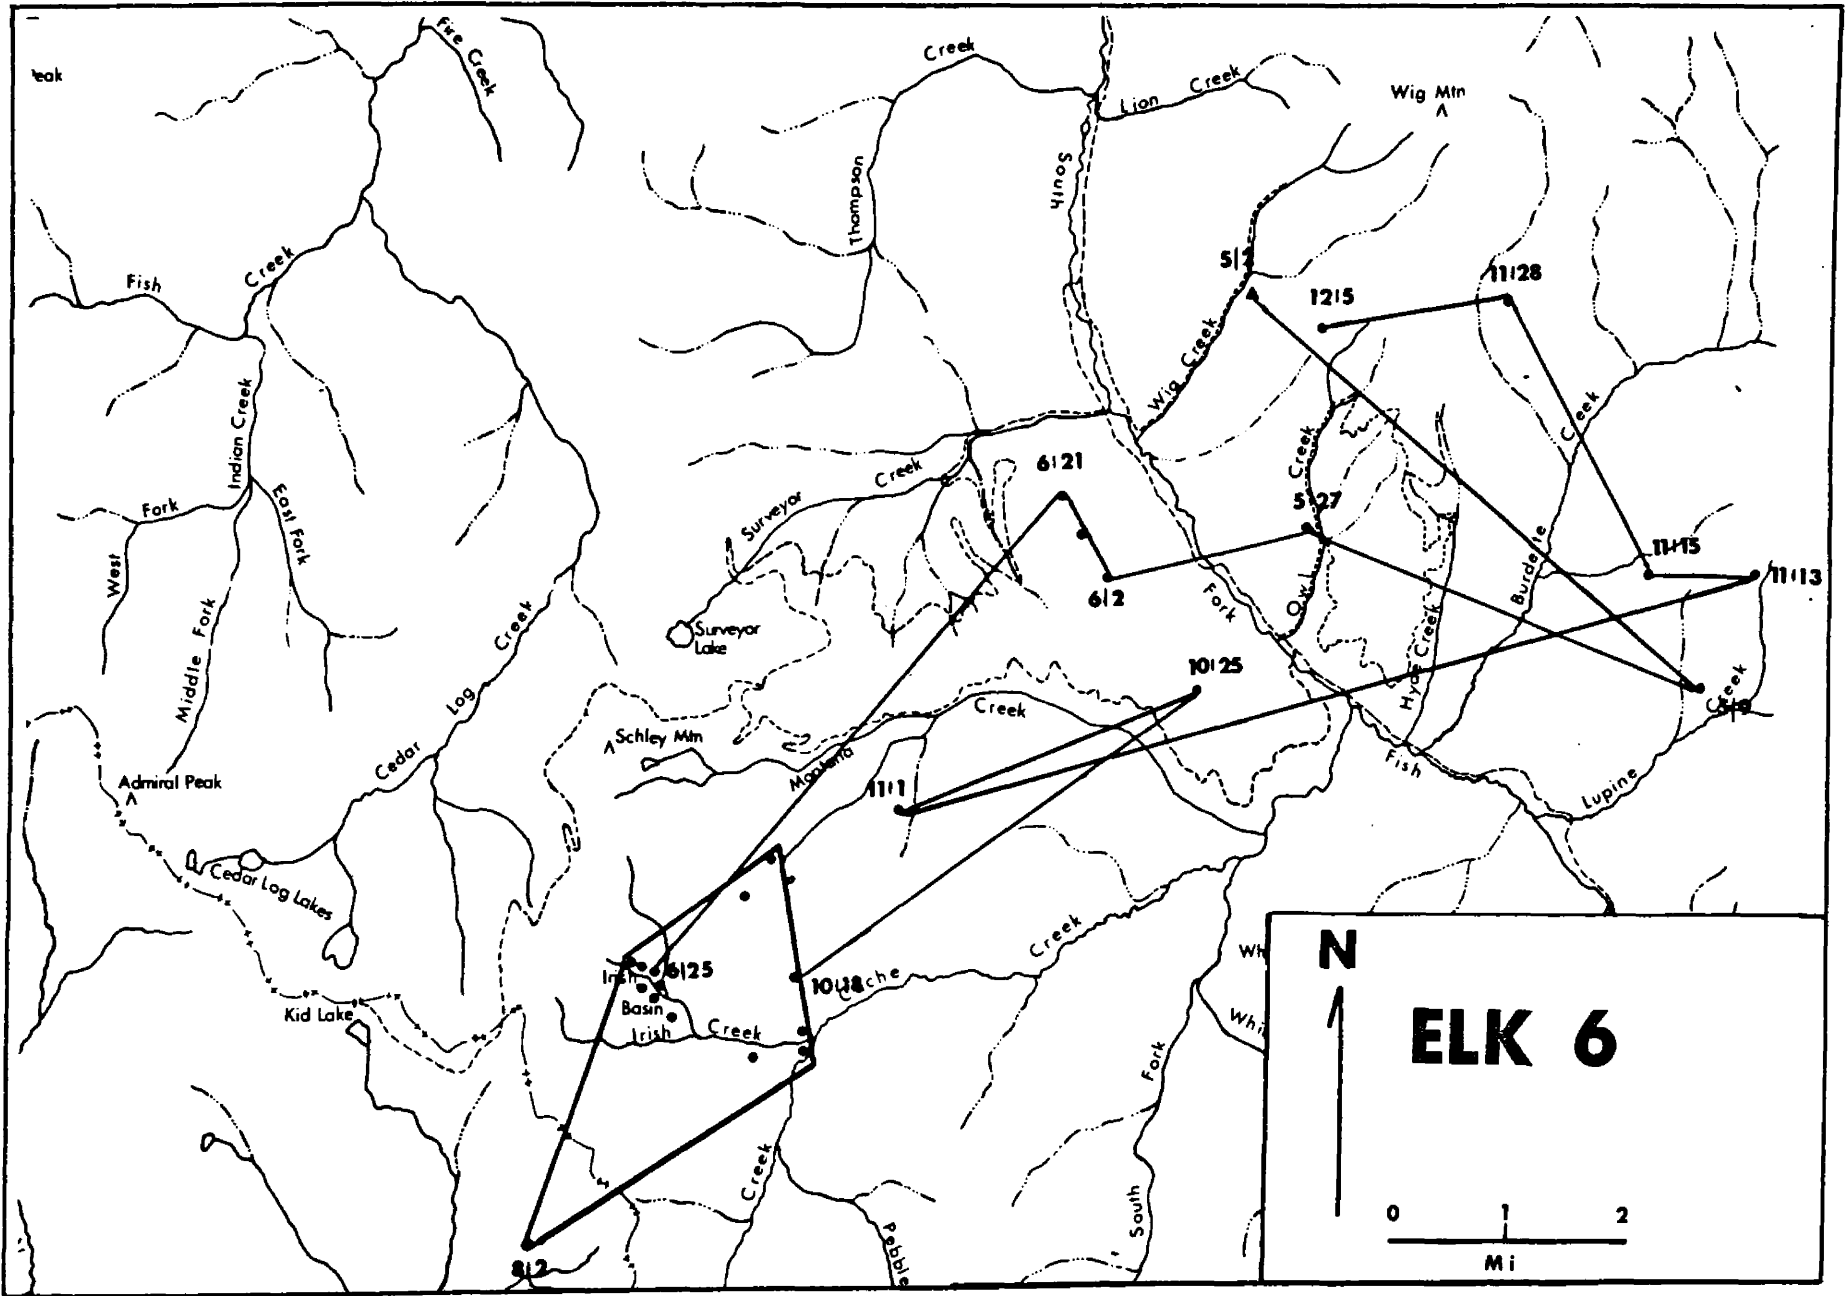 Fire Creek
Creek
Lion Creek
Wig Mtn
South
Thompson
5|2
11|28
12|5
Fish
Creek
Wig Creek
Indian Creek
Creek
Creek
6|21
Creek
Surveyor
5|27
Fork
East Fork
11|15
11|13
West
Burdette
6|2
Owl
Fork
Surveyor
Lake
Middle Fork
Creek
Hyde Creek
10|25
Creek
5|9
Log
Creek
Schley Mtn
Montana
Fish
Cedar
Admiral Peak
11|1
Lupine
Cedar Log Lakes
Creek
Irish
6|25
10|18
Cache
Basin
Kid Lake
Irish Creek
N
ELK 6
Fork
Creek
South
Pebble
8|2
0 1 2
Mi